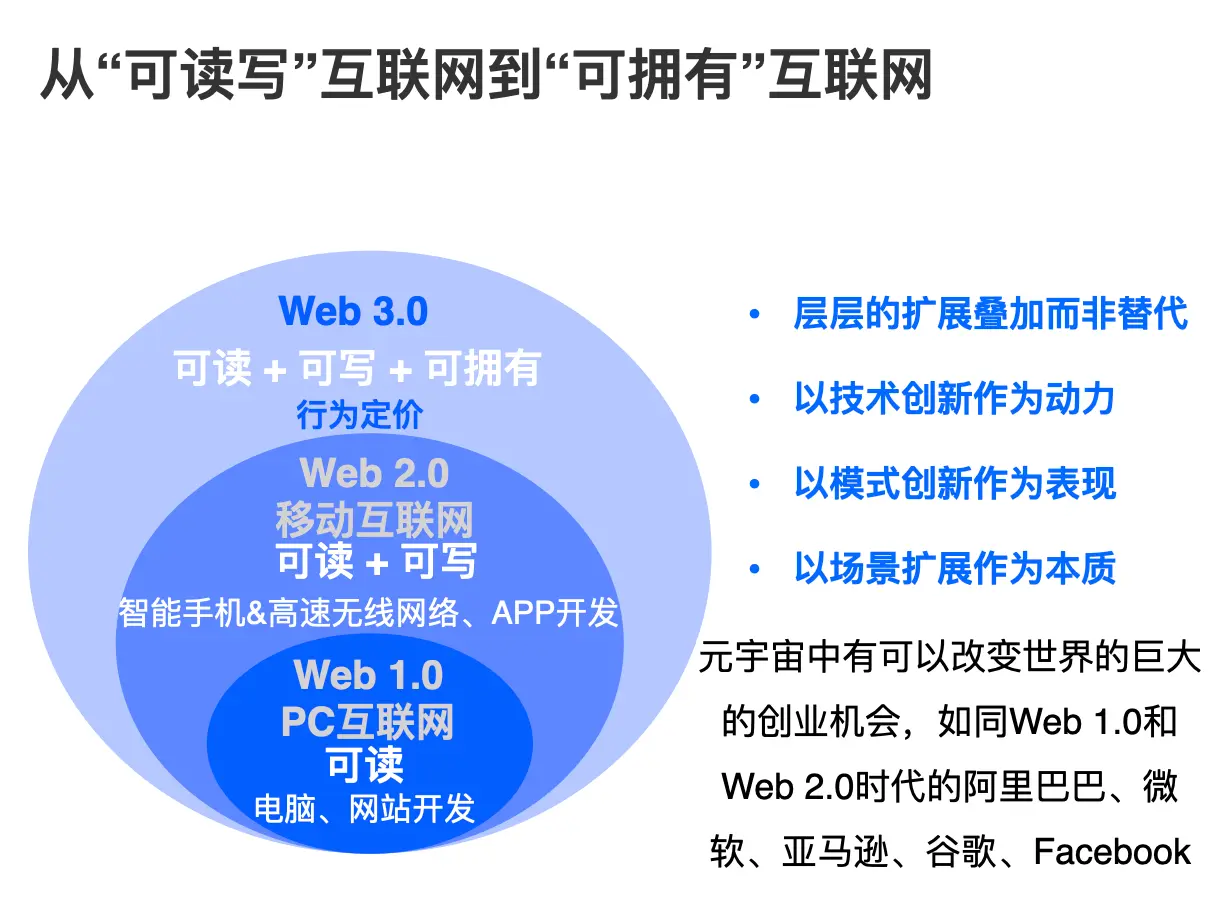 从“可读写”互联网到“可拥有”互联网
Web 3.0
可读 + 可写 + 可拥有
行为定价
Web 2.0
移动互联网
可读 + 可写
智能手机&高速无线网络、APP开发
Web 1.0
PC互联网
可读
电脑、网站开发
• 层层的扩展叠加而非替代
• 以技术创新作为动力
• 以模式创新作为表现
• 以场景扩展作为本质
元宇宙中有可以改变世界的巨大
的创业机会，如同Web 1.0和
Web 2.0时代的阿里巴巴、微
软、亚马逊、谷歌、Facebook